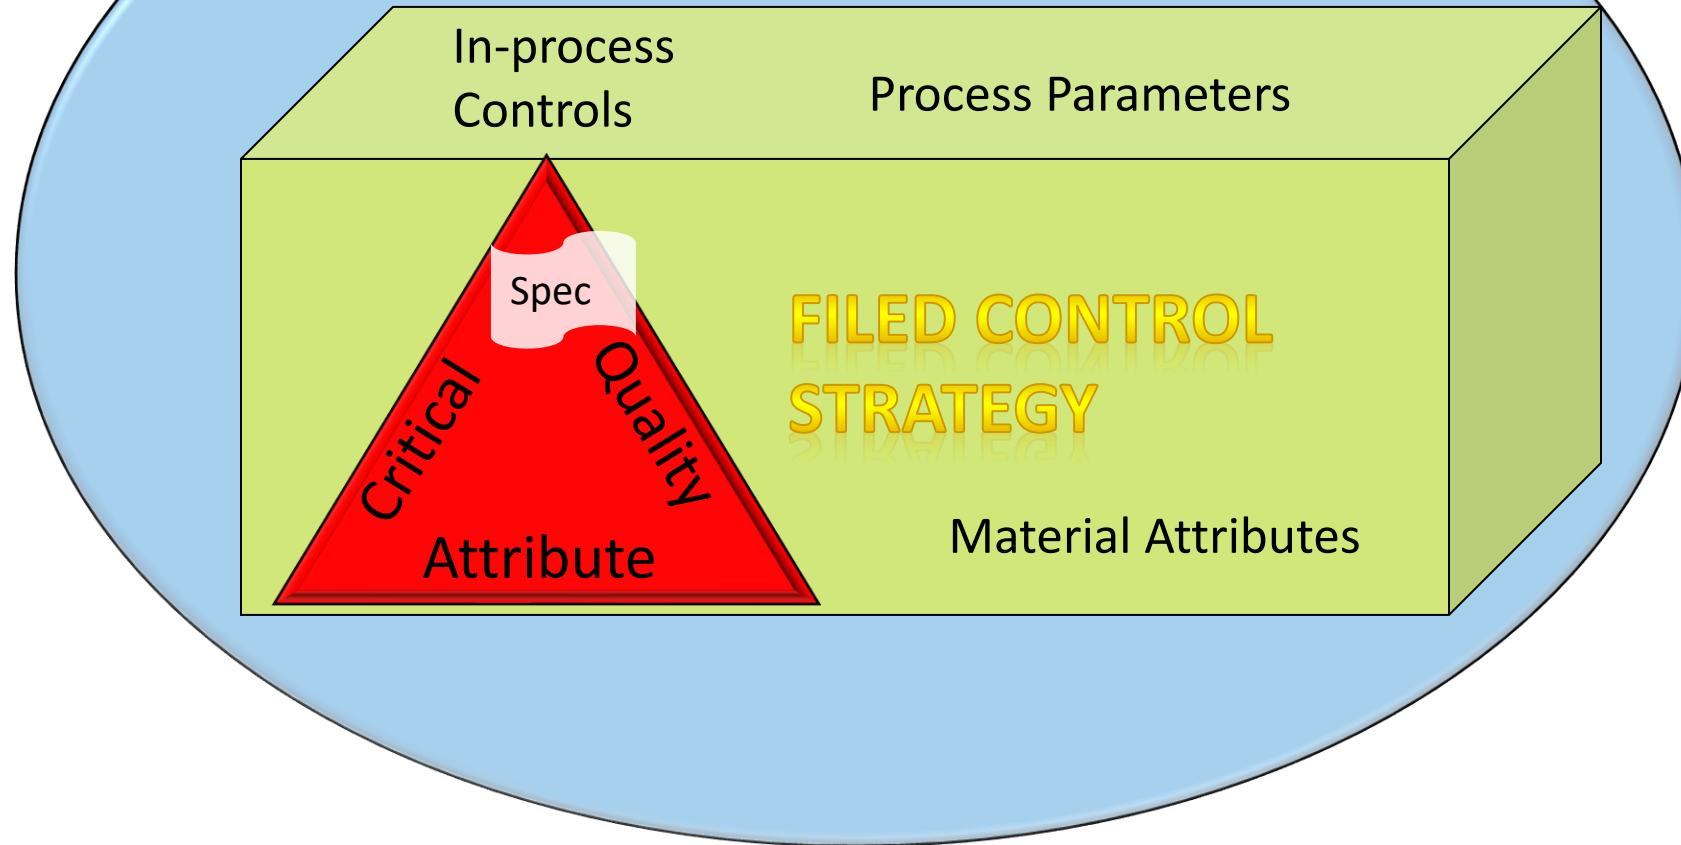 In-process
Controls
Process Parameters
Spec
Critical
Quality
Attribute
FILED CONTROL
STRATEGY
Material Attributes